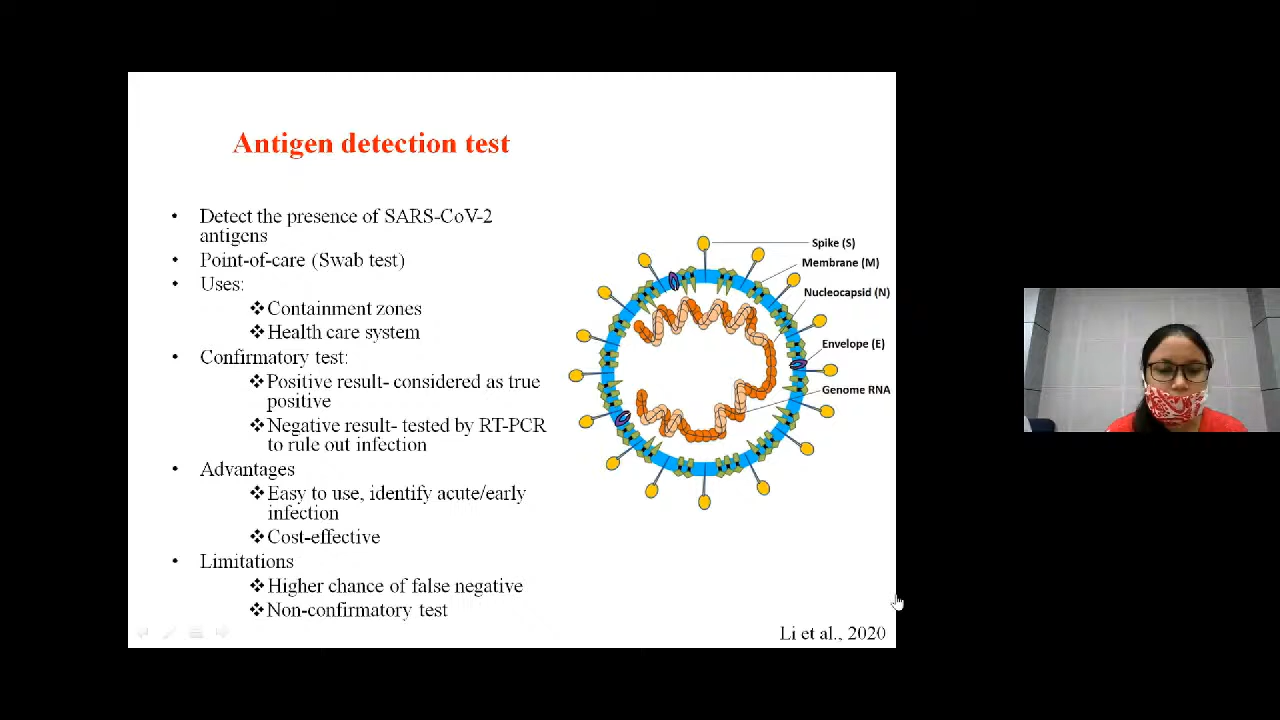 Antigen detection test
• Detect the presence of SARS-CoV-2
antigens
• Point-of-care (Swab test)
• Uses:
❖Containment zones
❖Health care system
• Confirmatory test:
❖Positive result- considered as true
positive
❖Negative result- tested by RT-PCR
to rule out infection
• Advantages
❖Easy to use, identify acute/early
infection
❖Cost-effective
• Limitations
❖Higher chance of false negative
❖Non-confirmatory test
Spike (S)
Membrane (M)
Nucleocapsid (N)
Envelope (E)
Genome RNA
Li et al., 2020